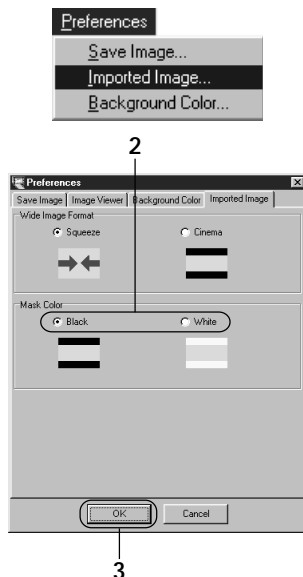 Preferences
Save Image...
Imported Image...
Background Color...
2
Preferences
Save Image Image Viewer Background Color Imported Image
Wide Image Format
Squeeze Cinema
Mask Color
Black White
OK Cancel
3